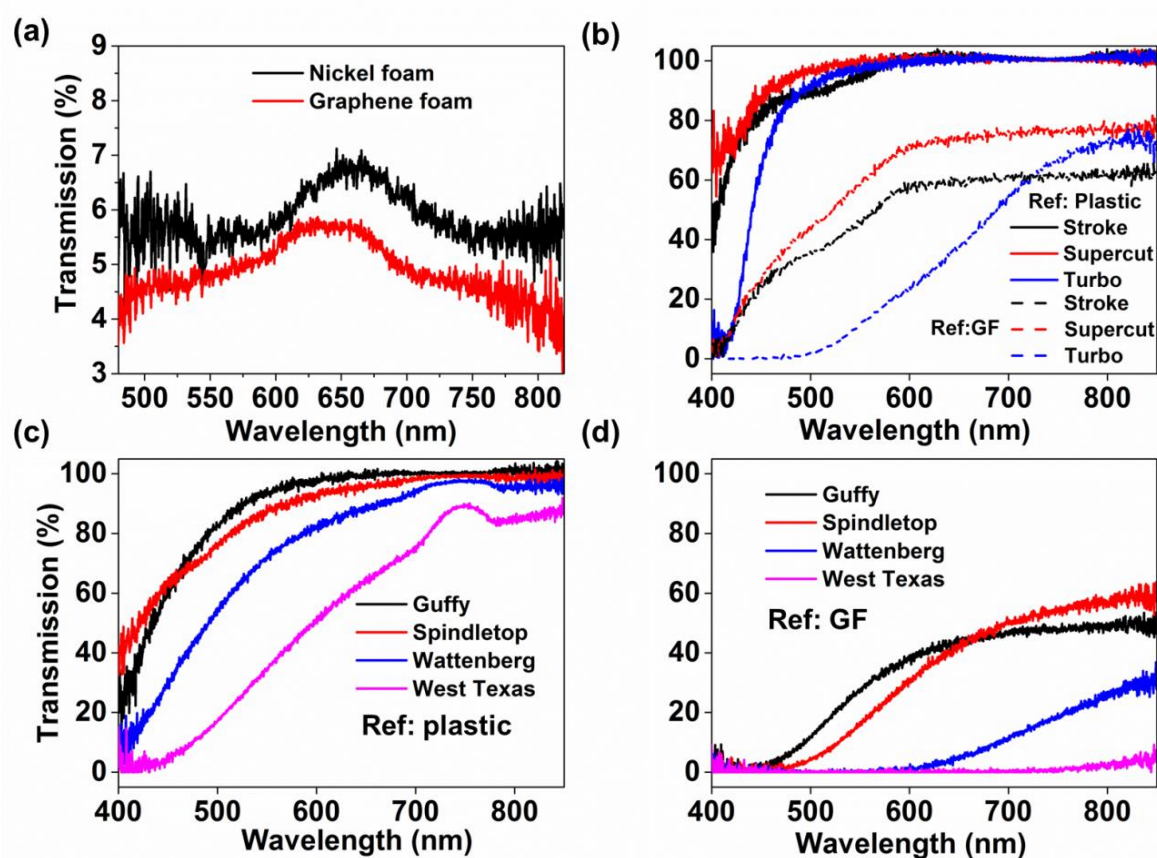 (a)
Transmission (%)
9
8
7
6
5
4
3
Nickel foam
Graphene foam
500 550 600 650 700 750 800
Wavelength (nm)
(b)
100
80
60
40
20
0
Ref: Plastic
Stroke
Supercut
Turbo
Stroke
Ref:GF
Supercut
Turbo
400 500 600 700 800
Wavelength (nm)
(c)
Transmission (%)
100
80
60
40
20
0
Guffy
Spindletop
Wattenberg
West Texas
Ref: plastic
400 500 600 700 800
Wavelength (nm)
(d)
100
80
60
40
20
0
Guffy
Spindletop
Wattenberg
West Texas
Ref: GF
400 500 600 700 800
Wavelength (nm)